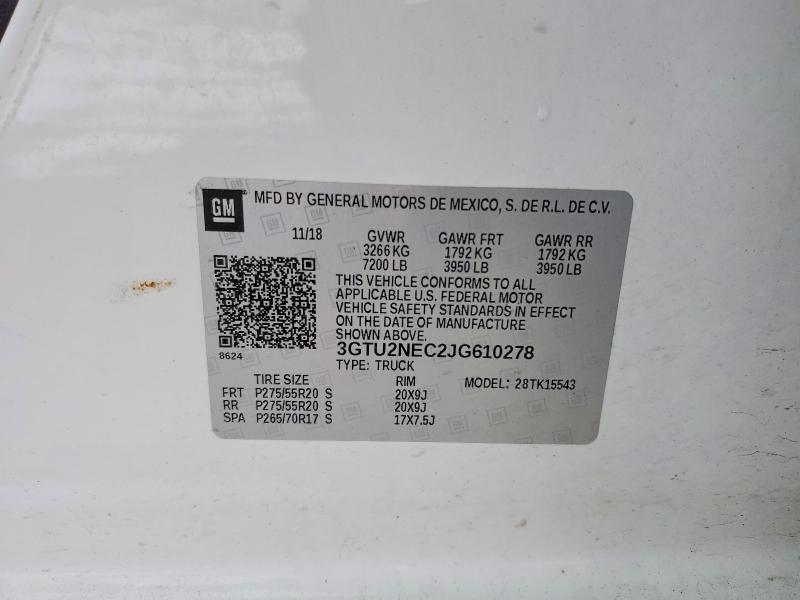 GM
MFD BY GENERAL MOTORS DE MEXICO, S. DE R.L. DE C.V.
11/18 GVWR GAWR FRT GAWR RR
3266 KG 1792 KG 1792 KG
7200 LB 3950 LB 3950 LB
THIS VEHICLE CONFORMS TO ALL
APPLICABLE U.S. FEDERAL MOTOR
VEHICLE SAFETY STANDARDS IN EFFECT
ON THE DATE OF MANUFACTURE
SHOWN ABOVE.
8624
3GTU2NEC2JG610278
TYPE: TRUCK
MODEL: 28TK15543
TIRE SIZE RIM
FRT P275/55R20 S 20X9J
RR P275/55R20 S 20X9J
SPA P265/70R17 S 17X7.5J